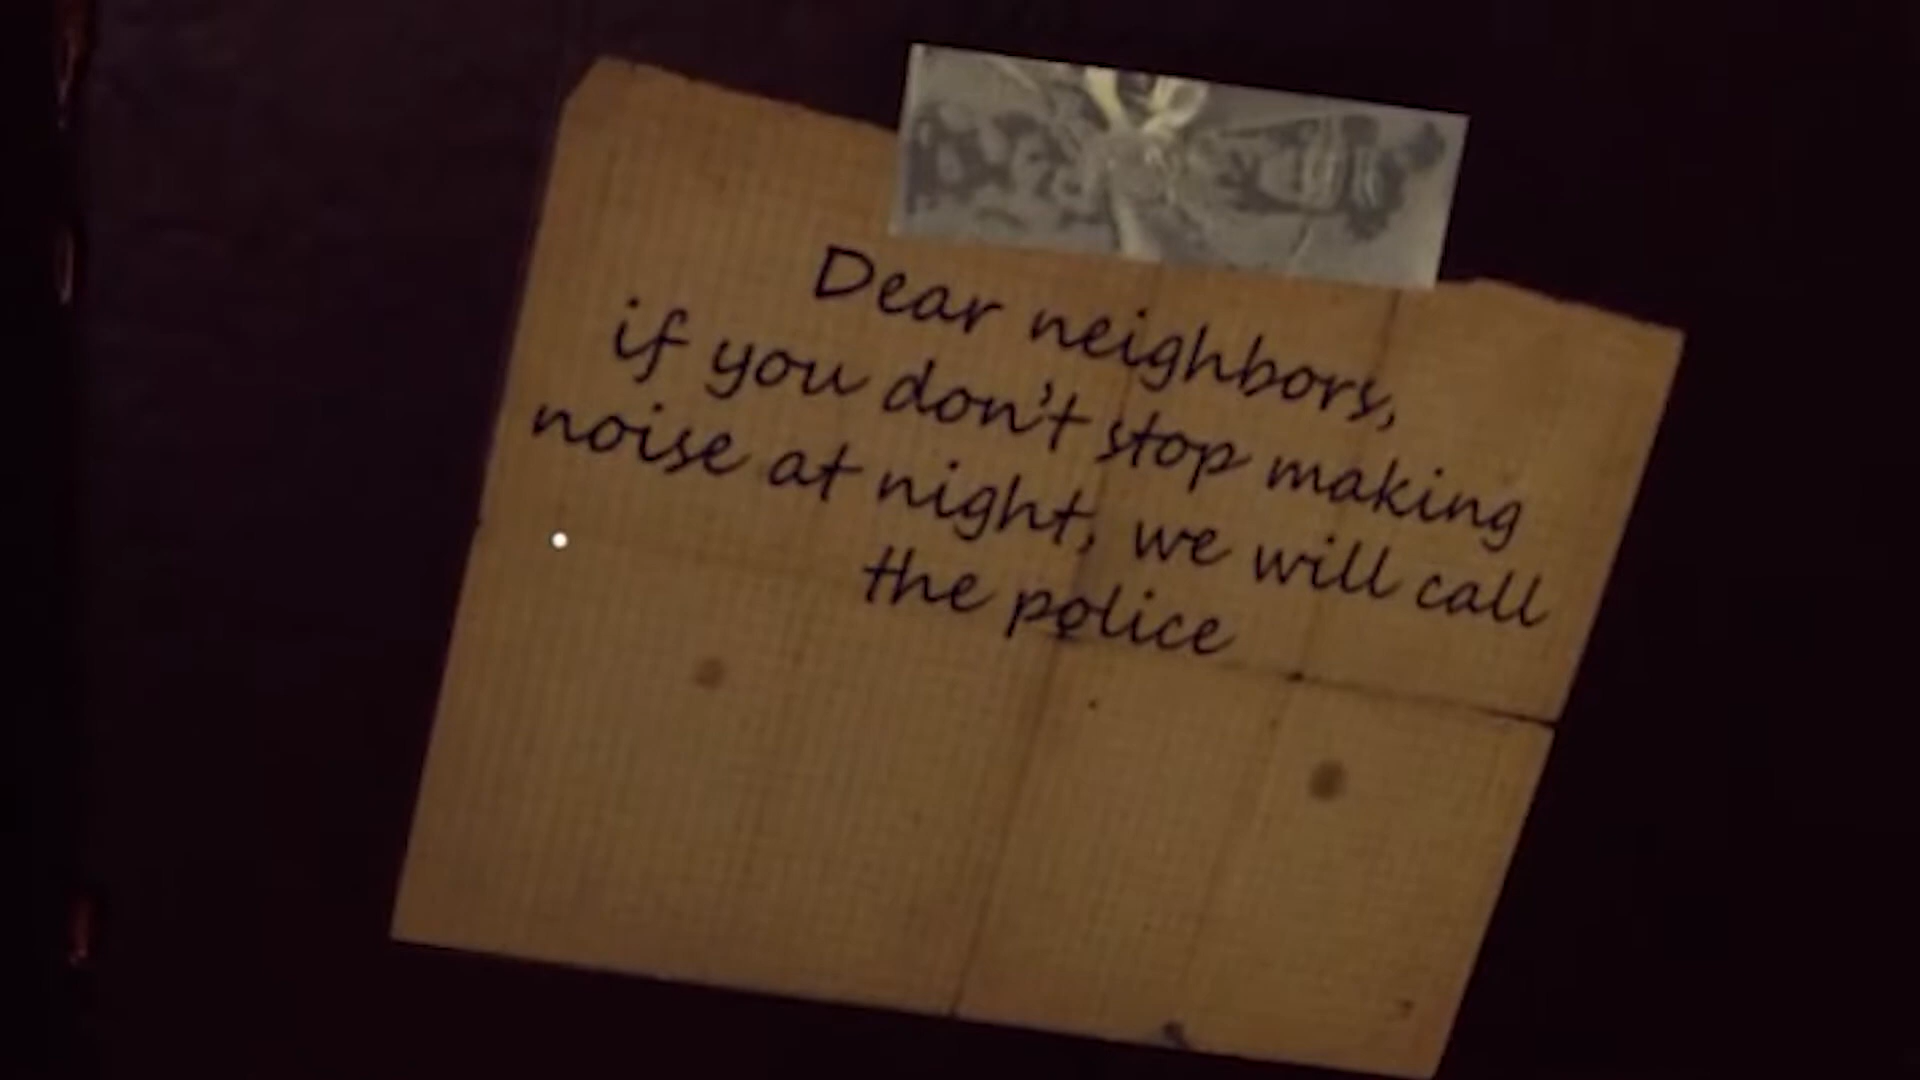 Dear neighbors,
if you don't stop making
noise at night, we will call
the police